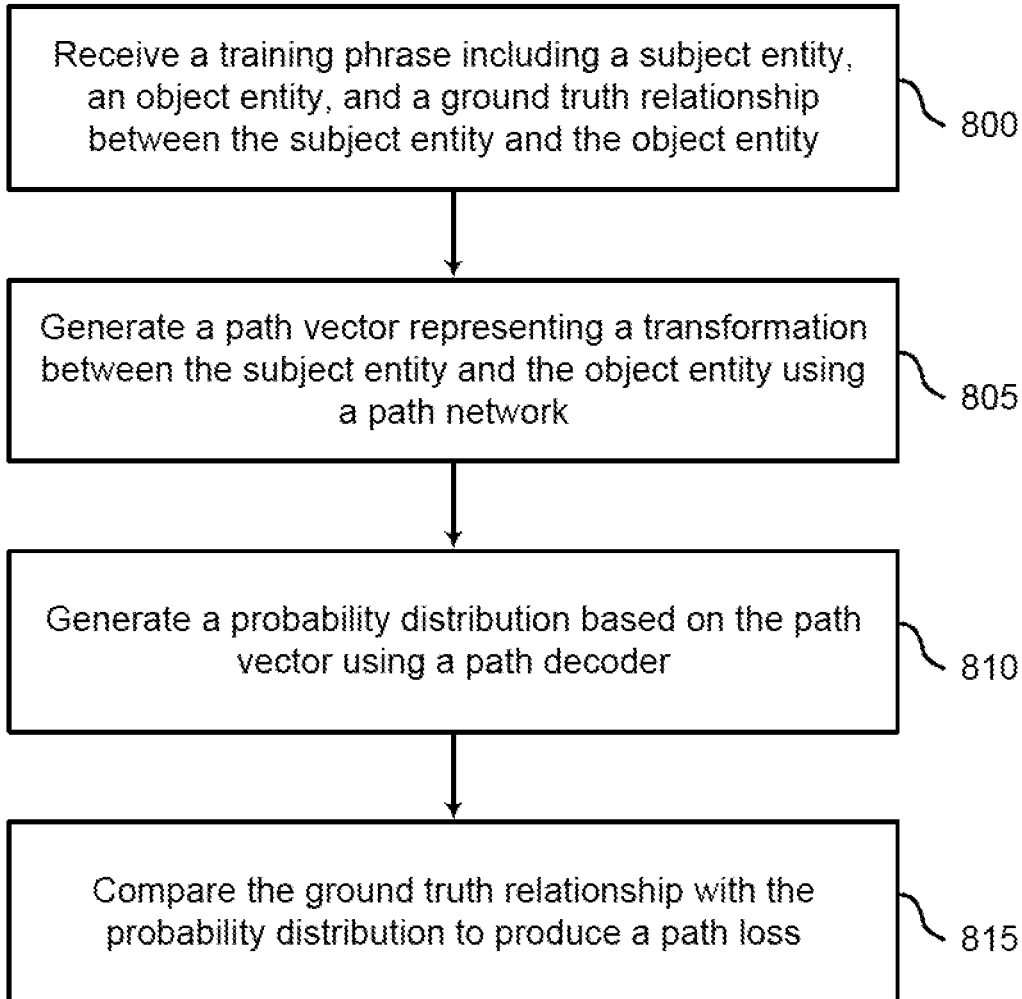 Receive a training phrase including a subject entity,
an object entity, and a ground truth relationship
between the subject entity and the object entity
800
Generate a path vector representing a transformation
between the subject entity and the object entity using
a path network
805
Generate a probability distribution based on the path
vector using a path decoder
810
Compare the ground truth relationship with the
probability distribution to produce a path loss
815